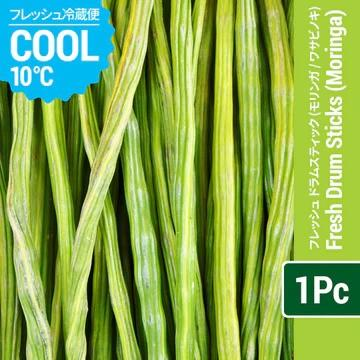 フレッシュ冷蔵便
COOL
10℃
フレッシュ ドラムスティック (モリンガ / ワサビノキ)
Fresh Drum Sticks (Moringa)
1Pc